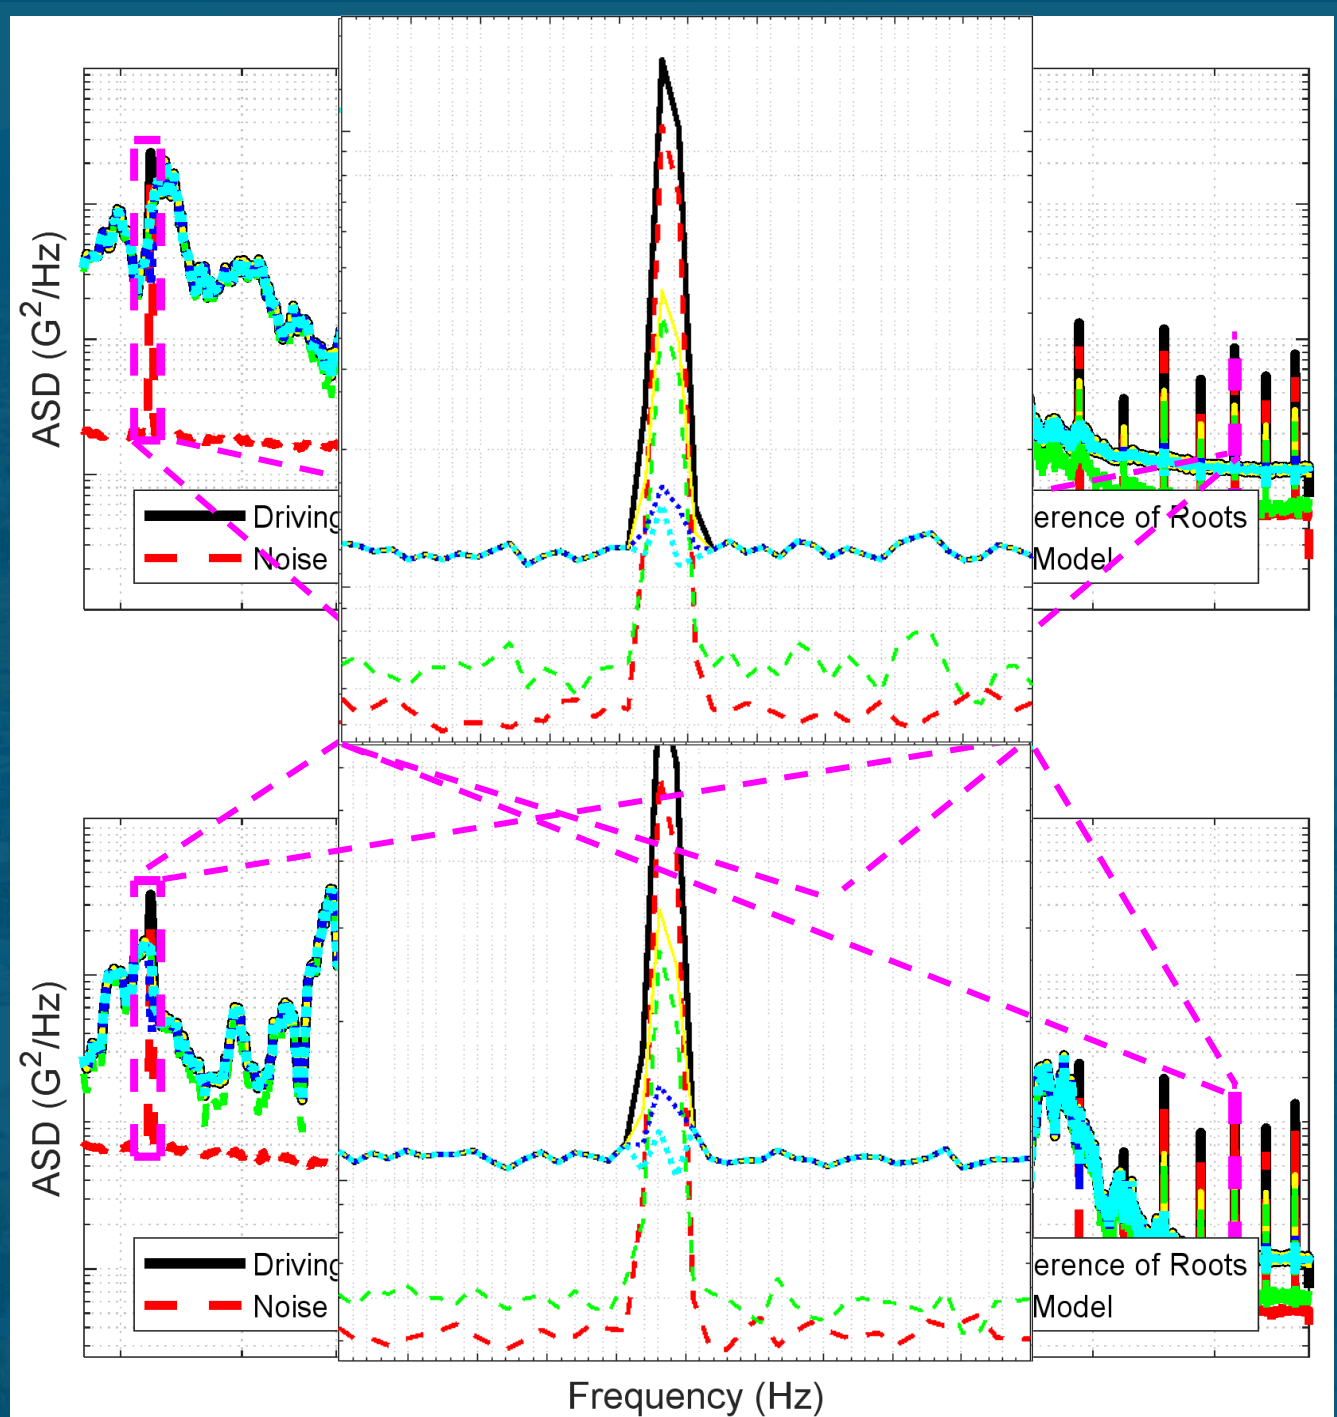 ASD (G²/Hz)
Driving
Noise
erence of Roots
Model
ASD (G²/Hz)
Driving
Noise
erence of Roots
Model
Frequency (Hz)